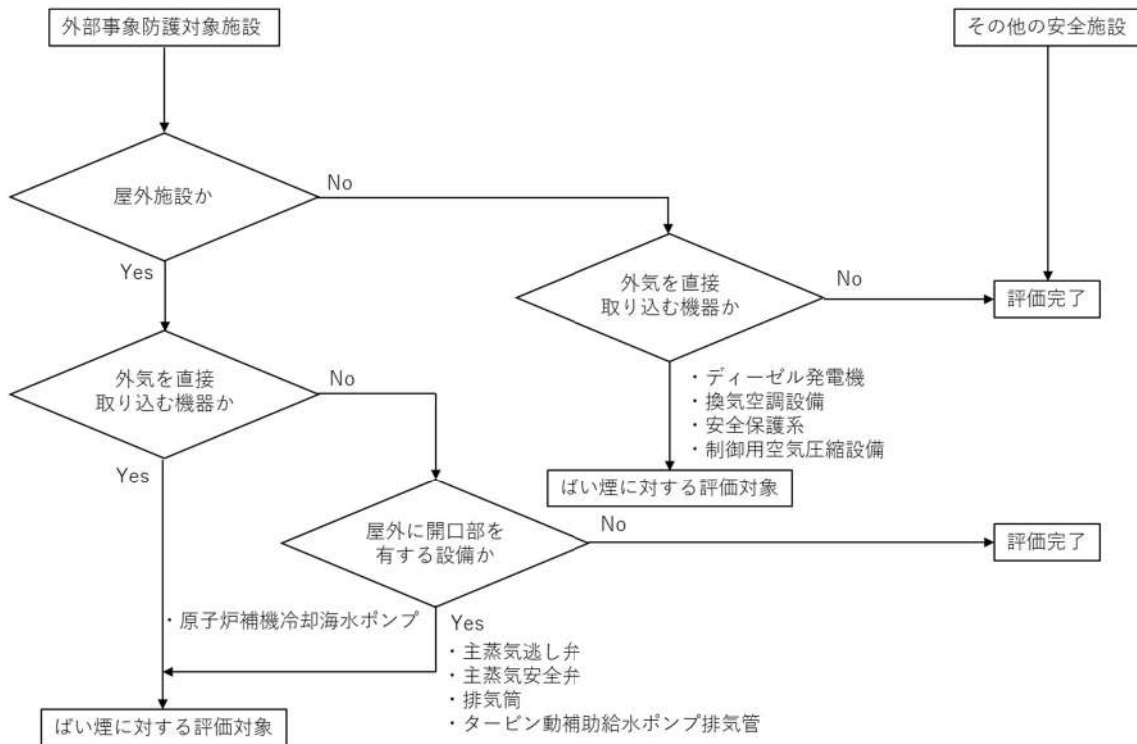 外部事象防護対象施設
その他の安全施設
屋外施設か
No
Yes
外気を直接
取り込む機器か
No
評価完了
・ディーゼル発電機
・換気空調設備
・安全保護系
・制御用空気圧縮設備
ばい煙に対する評価対象
外気を直接
取り込む機器か
No
Yes
屋外に開口部を
有する設備か
No
評価完了
・原子炉補機冷却海水ポンプ
Yes
・主蒸気逃し弁
・主蒸気安全弁
・排気筒
・タービン動補助給水ポンプ排気管
ばい煙に対する評価対象